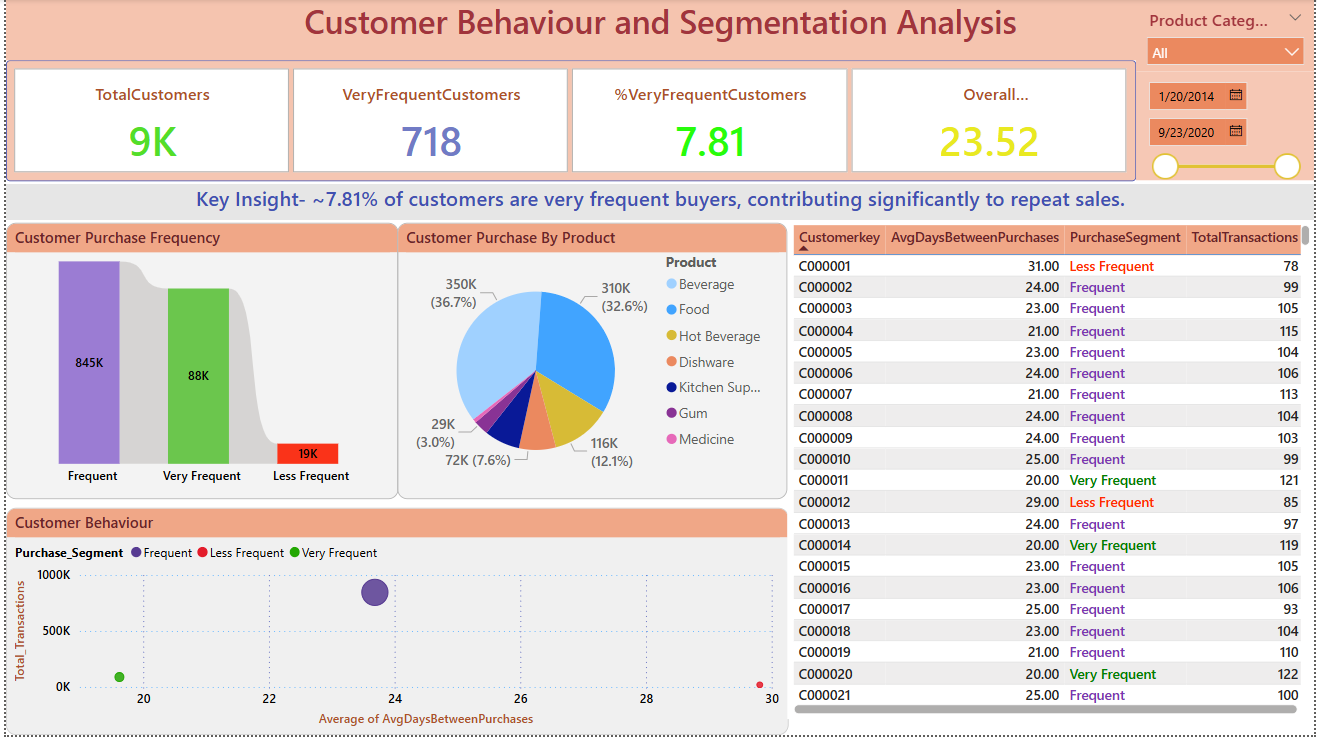 Customer Behaviour and Segmentation Analysis
Product Categ...
All
1/20/2014
9/23/2020
TotalCustomers
9K
VeryFrequentCustomers
718
%VeryFrequentCustomers
7.81
Overall...
23.52
Key Insight- ~7.81% of customers are very frequent buyers, contributing significantly to repeat sales.
Customer Purchase Frequency
845K
88K
19K
Frequent Very Frequent Less Frequent
Customer Purchase By Product
350K
(36.7%)
310K
(32.6%)
29K
(3.0%)
72K (7.6%)
116K
(12.1%)
Product
Beverage
Food
Hot Beverage
Dishware
Kitchen Sup...
Gum
Medicine
Customer Behaviour
Purchase_Segment Frequent Less Frequent Very Frequent
Total_Transactions
1000K
500K
0K
20 22 24 26 28 30
Average of AvgDaysBetweenPurchases
Customerkey AvgDaysBetweenPurchases PurchaseSegment TotalTransactions
C000001 31.00 Less Frequent 78
C000002 24.00 Frequent 99
C000003 23.00 Frequent 105
C000004 21.00 Frequent 115
C000005 23.00 Frequent 104
C000006 24.00 Frequent 106
C000007 21.00 Frequent 113
C000008 24.00 Frequent 104
C000009 24.00 Frequent 103
C000010 25.00 Frequent 99
C000011 20.00 Very Frequent 121
C000012 29.00 Less Frequent 85
C000013 24.00 Frequent 97
C000014 20.00 Very Frequent 119
C000015 23.00 Frequent 105
C000016 23.00 Frequent 106
C000017 25.00 Frequent 93
C000018 23.00 Frequent 104
C000019 21.00 Frequent 110
C000020 20.00 Very Frequent 122
C000021 25.00 Frequent 100